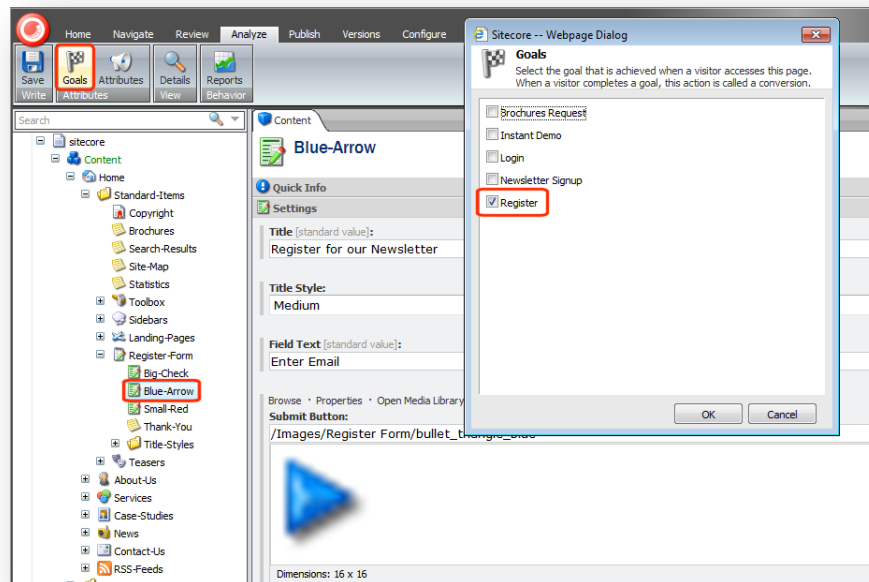 Home Navigate Review Analyze Publish Versions Configure
Save
Write
Goals Attributes
Attributes
Details
View
Reports
Behavior
Search
sitecore
Content
Home
Standard-Items
Copyright
Brochures
Search-Results
Site-Map
Statistics
Toolbox
Sidebars
Landing-Pages
Register-Form
Big-Check
Blue-Arrow
Small-Red
Thank-You
Title-Styles
Teasers
About-Us
Services
Case-Studies
News
Contact-Us
RSS-Feeds
Content
Blue-Arrow
Quick Info
Settings
Title [standard value]:
Register for our Newsletter
Title Style:
Medium
Field Text [standard value]:
Enter Email
Browse · Properties · Open Media Library
Submit Button:
/Images/Register Form/bullet_triangle_blue
Dimensions: 16 x 16
Sitecore -- Webpage Dialog
Goals
Select the goal that is achieved when a visitor accesses this page.
When a visitor completes a goal, this action is called a conversion.
Brochures Request
Instant Demo
Login
Newsletter Signup
Register
OK Cancel